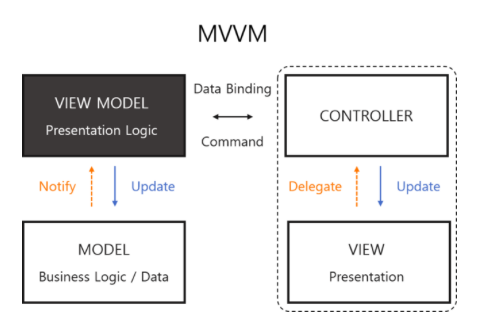 MVVM
VIEW MODEL
Presentation Logic
Data Binding
Command
CONTROLLER
Notify
Update
Delegate
Update
MODEL
Business Logic / Data
VIEW
Presentation